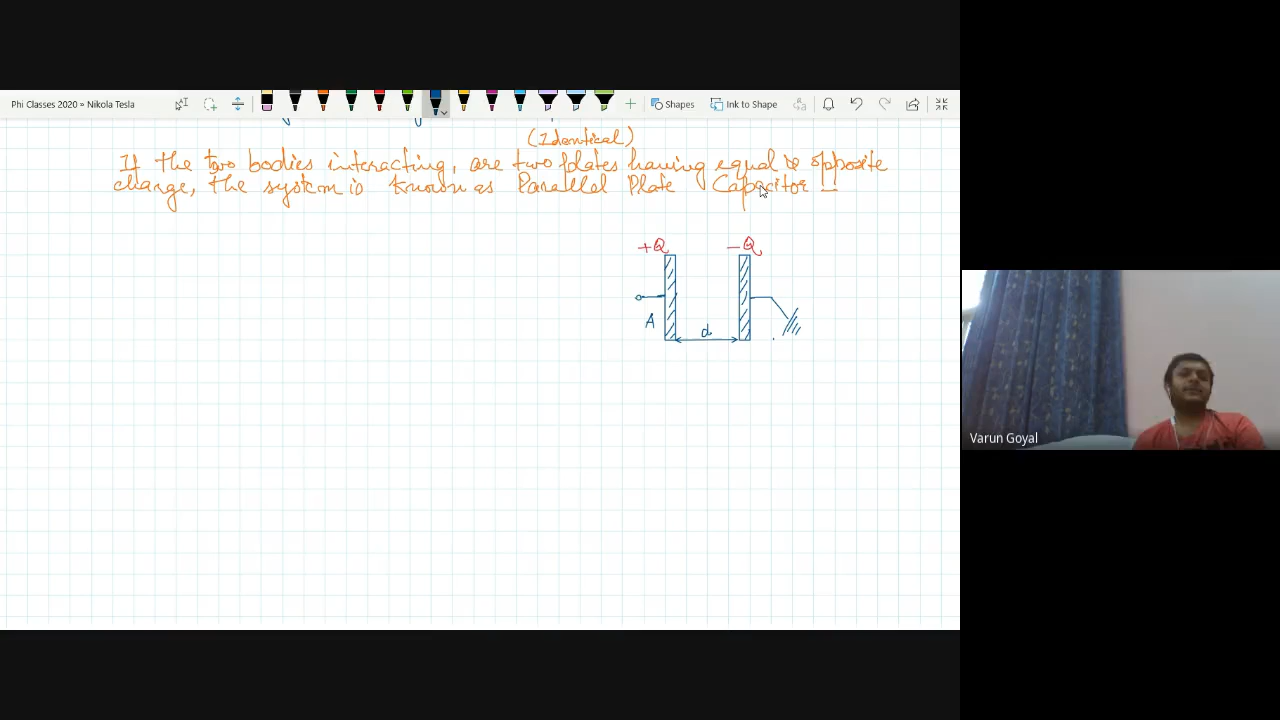 Phi Classes 2020 » Nikola Tesla
Shapes
Ink to Shape
(Identical)
If the two bodies interacting, are two plates having equal & opposite
charge, the system is known as Parallel Plate Capacitor :-
+Q
-Q
A
d
Varun Goyal